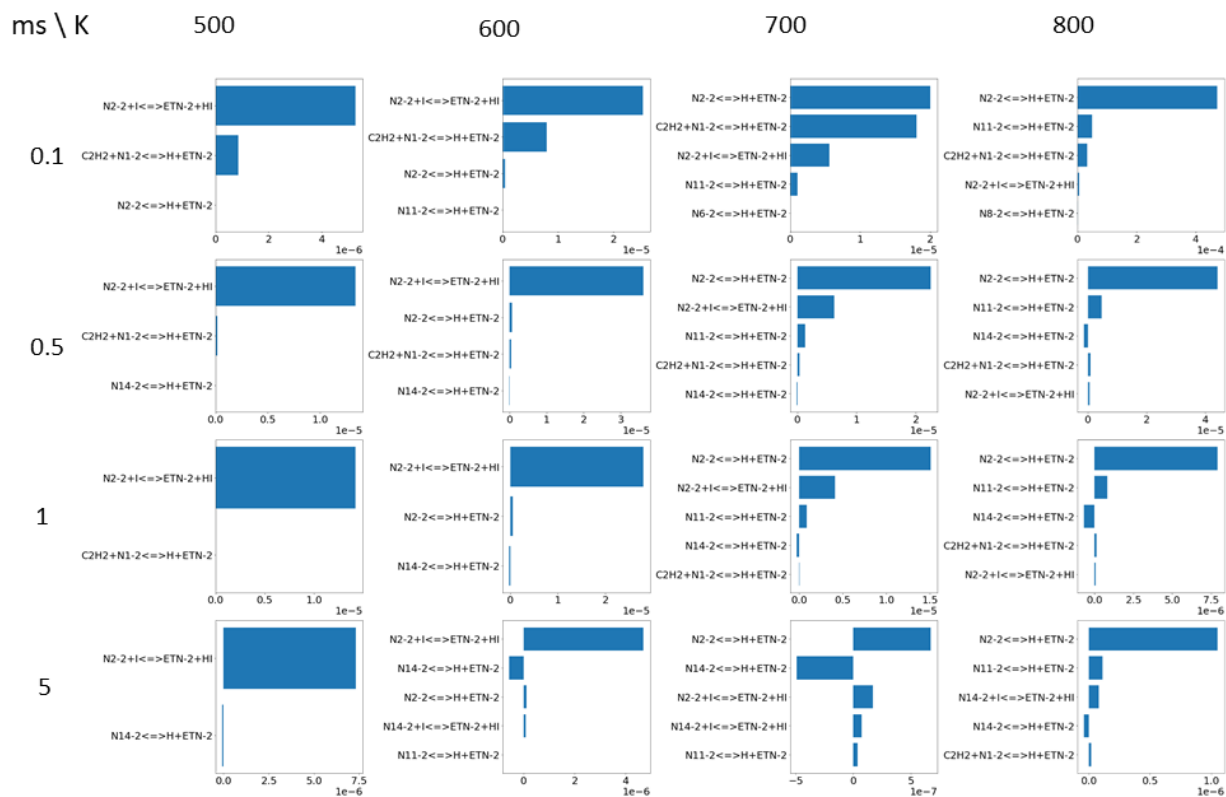 ms \ K 500 600 700 800
0.1
N2-2+I<=>ETN-2+HI
C2H2+N1-2<=>H+ETN-2
N2-2<=>H+ETN-2
0 2 4
1e−6
N2-2+I<=>ETN-2+HI
C2H2+N1-2<=>H+ETN-2
N2-2<=>H+ETN-2
N11-2<=>H+ETN-2
0 1 2
1e−5
N2-2<=>H+ETN-2
C2H2+N1-2<=>H+ETN-2
N2-2+I<=>ETN-2+HI
N11-2<=>H+ETN-2
N6-2<=>H+ETN-2
0 1 2
1e−5
N2-2<=>H+ETN-2
N11-2<=>H+ETN-2
C2H2+N1-2<=>H+ETN-2
N2-2+I<=>ETN-2+HI
N8-2<=>H+ETN-2
0 2 4
1e−4
0.5
N2-2+I<=>ETN-2+HI
C2H2+N1-2<=>H+ETN-2
N14-2<=>H+ETN-2
0.0 0.5 1.0
1e−5
N2-2+I<=>ETN-2+HI
N2-2<=>H+ETN-2
C2H2+N1-2<=>H+ETN-2
N14-2<=>H+ETN-2
0 1 2 3
1e−5
N2-2<=>H+ETN-2
N2-2+I<=>ETN-2+HI
N11-2<=>H+ETN-2
C2H2+N1-2<=>H+ETN-2
N14-2<=>H+ETN-2
0 1 2
1e−5
N2-2<=>H+ETN-2
N11-2<=>H+ETN-2
N14-2<=>H+ETN-2
C2H2+N1-2<=>H+ETN-2
N2-2+I<=>ETN-2+HI
0 2 4
1e−5
1
N2-2+I<=>ETN-2+HI
C2H2+N1-2<=>H+ETN-2
0.0 0.5 1.0
1e−5
N2-2+I<=>ETN-2+HI
N2-2<=>H+ETN-2
N14-2<=>H+ETN-2
0 1 2
1e−5
N2-2<=>H+ETN-2
N2-2+I<=>ETN-2+HI
N11-2<=>H+ETN-2
N14-2<=>H+ETN-2
C2H2+N1-2<=>H+ETN-2
0.0 0.5 1.0 1.5
1e−5
N2-2<=>H+ETN-2
N11-2<=>H+ETN-2
N14-2<=>H+ETN-2
C2H2+N1-2<=>H+ETN-2
N2-2+I<=>ETN-2+HI
0.0 2.5 5.0 7.5
1e−6
5
N2-2+I<=>ETN-2+HI
N14-2<=>H+ETN-2
0.0 2.5 5.0 7.5
1e−6
N2-2+I<=>ETN-2+HI
N14-2<=>H+ETN-2
N2-2<=>H+ETN-2
N14-2+I<=>ETN-2+HI
N11-2<=>H+ETN-2
0 2 4
1e−6
N2-2<=>H+ETN-2
N14-2<=>H+ETN-2
N2-2+I<=>ETN-2+HI
N14-2+I<=>ETN-2+HI
N11-2<=>H+ETN-2
−5 0 5
1e−7
N2-2<=>H+ETN-2
N11-2<=>H+ETN-2
N14-2+I<=>ETN-2+HI
N14-2<=>H+ETN-2
C2H2+N1-2<=>H+ETN-2
0.0 0.5 1.0
1e−6